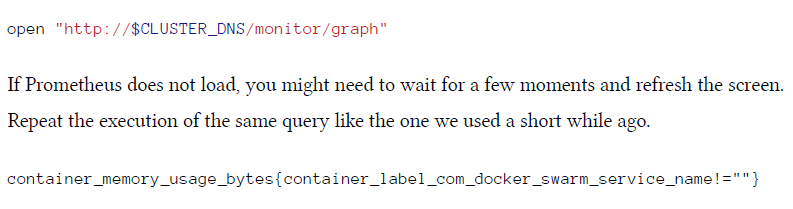 open "http://$CLUSTER_DNS/monitor/graph"
If Prometheus does not load, you might need to wait for a few moments and refresh the screen.
Repeat the execution of the same query like the one we used a short while ago.
container_memory_usage_bytes{container_label_com_docker_swarm_service_name!=""}